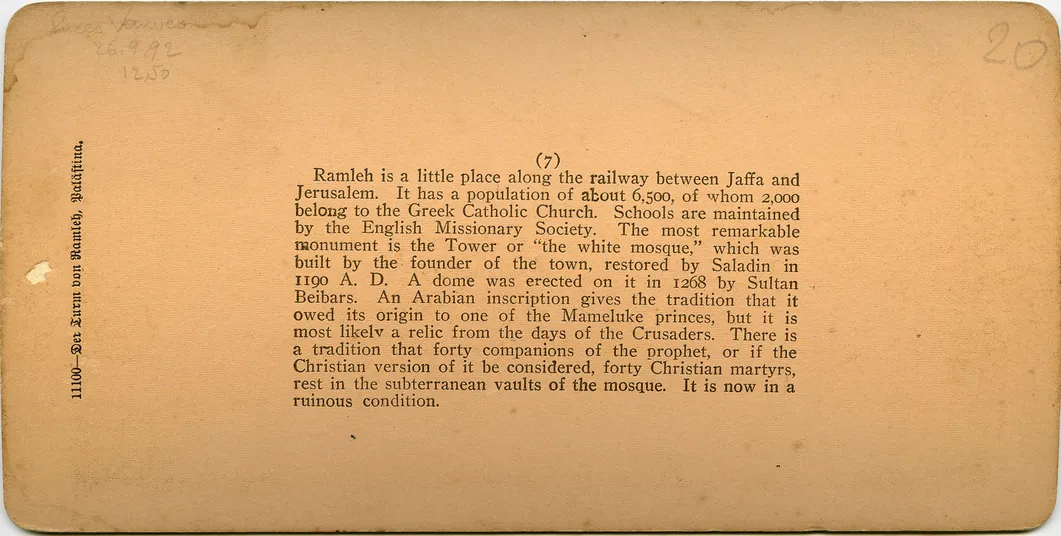 26.9.92
12,50
20
11100—Der Turm von Ramleh, Palästina.
(7)
Ramleh is a little place along the railway between Jaffa and
Jerusalem. It has a population of about 6,500, of whom 2,000
belong to the Greek Catholic Church. Schools are maintained
by the English Missionary Society. The most remarkable
monument is the Tower or “the white mosque,” which was
built by the founder of the town, restored by Saladin in
1190 A. D. A dome was erected on it in 1268 by Sultan
Beibars. An Arabian inscription gives the tradition that it
owed its origin to one of the Mameluke princes, but it is
most likely a relic from the days of the Crusaders. There is
a tradition that forty companions of the prophet, or if the
Christian version of it be considered, forty Christian martyrs,
rest in the subterranean vaults of the mosque. It is now in a
ruinous condition.